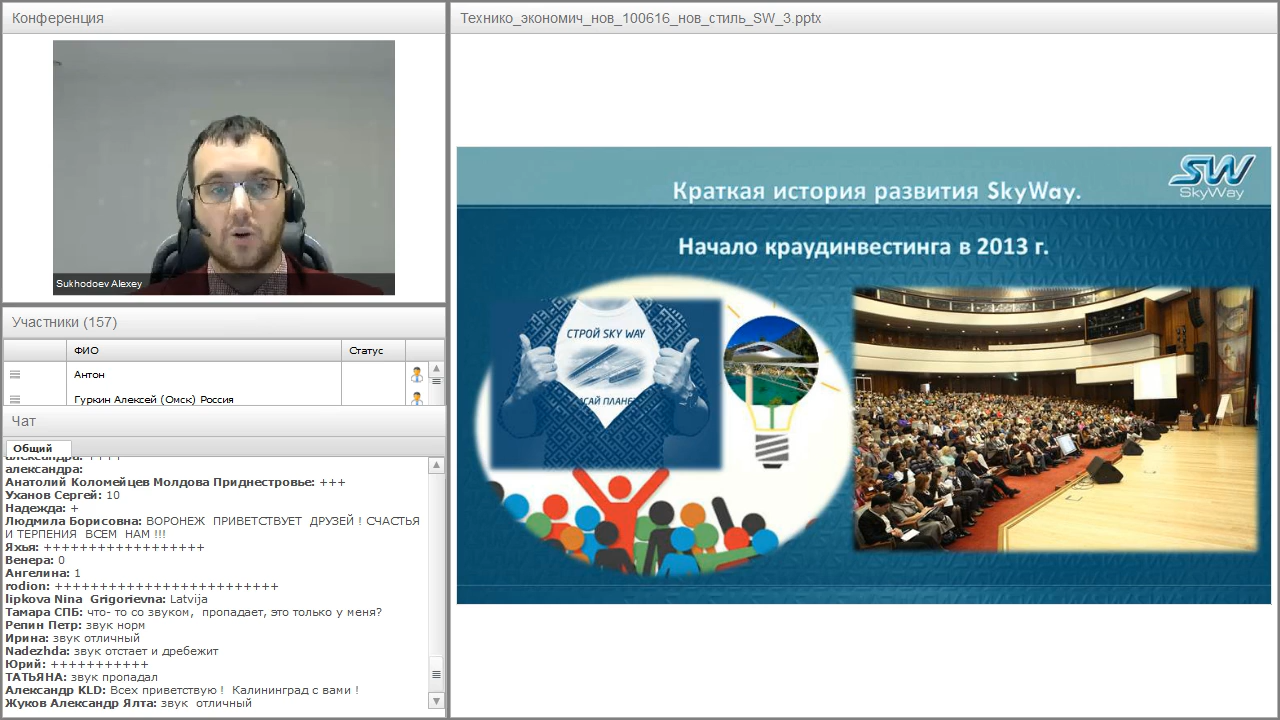 Конференция
Sukhodoev Alexey
Участники (157)
ФИО
Статус
Антон
Гуркин Алексей (Омск) Россия
Чат
Общий
александра: ++++
александра:
Анатолий Коломейцев Молдова Приднестровье: +++
Уханов Сергей: 10
Надежда: +
Людмила Борисовна: ВОРОНЕЖ ПРИВЕТСТВУЕТ ДРУЗЕЙ ! СЧАСТЬЯ
И ТЕРПЕНИЯ ВСЕМ НАМ !!!
Яхья: ++++++++++++++++++
Венера: 0
Ангелина: 1
rodion: +++++++++++++++++++++++++
lipkova Nina Grigorievna: Latvija
Тамара СПБ: что- то со звуком, пропадает, это только у меня?
Репин Петр: звук норм
Ирина: звук отличный
Nadezhda: звук отстает и дребежит
Юрий: +++++++++++
ТАТЬЯНА: звук пропадал
Александр KLD: Всех приветствую ! Калининград с вами !
Жуков Александр Ялта: звук отличный
Технико_экономич_нов_100616_нов_стиль_SW_3.pptx
SW
SkyWay
Краткая история развития SkyWay.
Начало краудинвестинга в 2013 г.
СТРОЙ SKY WAY